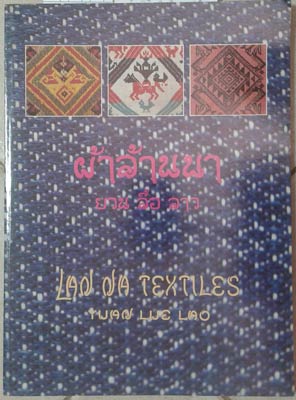 ผ้าล้านนา
ยวน ลื้อ ลาว
LAN NA TEXTILES
YUAN LUE LAO